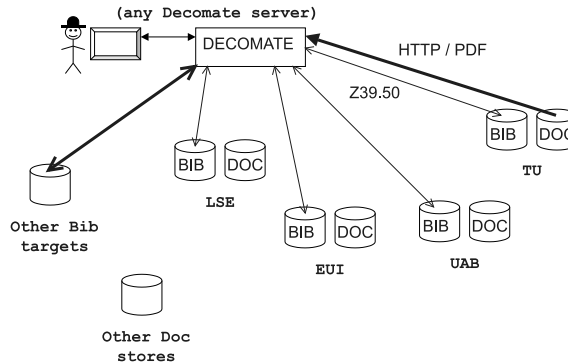 (any Decomate server)
DECOMATE
HTTP / PDF
Z39.50
BIB DOC
TU
BIB DOC
LSE
Other Bib
targets
BIB DOC
EUI
BIB DOC
UAB
Other Doc
stores